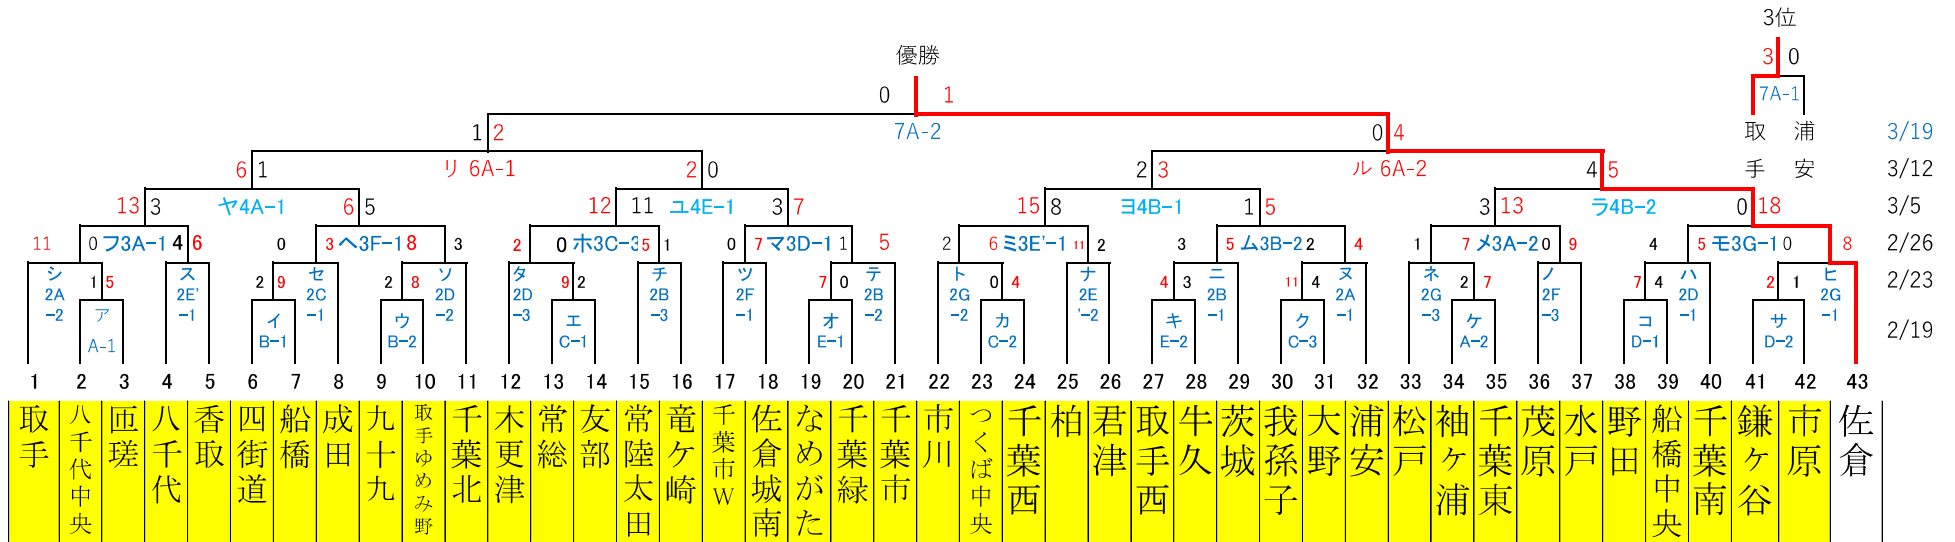 3位
優勝
3 0
0 1
7A-1
1 2
7A-2
0 4
取手
浦安
3/19
6 1
リ 6A-1
2 0
2 3
ル 6A-2
4 5
3/12
13 3
ヤ4A-1
6 5
12 11
ユ4E-1
3 7
15 8
ヨ4B-1
1 5
3 13
ラ4B-2
0 18
3/5
11 0 フ3A-1 4 6
0 3 ヘ3F-1 8 3
2 0 ホ3C-3 5 1
0 7 マ3D-1 1 5
2 6 ミ3E'-1 11 2
3 5 ム3B-2 2 4
1 7 メ3A-2 0 9
4 5 モ3G-1 0 8
2/26
シ 2A -2
1 5
ス 2E' -1
2 9
セ 2C -1
2 8
ソ 2D -2
タ 2D -3
9 2
チ 2B -3
ツ 2F -1
7 0
テ 2B -2
ト 2G -2
0 4
ナ 2E '-2
4 3
ニ 2B -1
11 4
ヌ 2A -1
ネ 2G -3
2 7
ノ 2F -3
7 4
ハ 2D -1
2 1
ヒ 2G -1
2/23
ア A-1
イ B-1
ウ B-2
エ C-1
オ E-1
カ C-2
キ E-2
ク C-3
ケ A-2
コ D-1
サ D-2
2/19
1 2 3 4 5 6 7 8 9 10 11 12 13 14 15 16 17 18 19 20 21 22 23 24 25 26 27 28 29 30 31 32 33 34 35 36 37 38 39 40 41 42 43
取手
八千代中央
匝瑳
八千代
香取
四街道
船橋
成田
九十九
取手ゆめみ野
千葉北
木更津
常総
友部
常陸太田
竜ケ崎
千葉市W
佐倉城南
なめがた
千葉緑
千葉市
市川
つくば中央
千葉西
柏
君津
取手西
牛久
茨城
我孫子
大野
浦安
松戸
袖ヶ浦
千葉東
茂原
水戸
野田
船橋中央
千葉南
鎌ケ谷
市原
佐倉